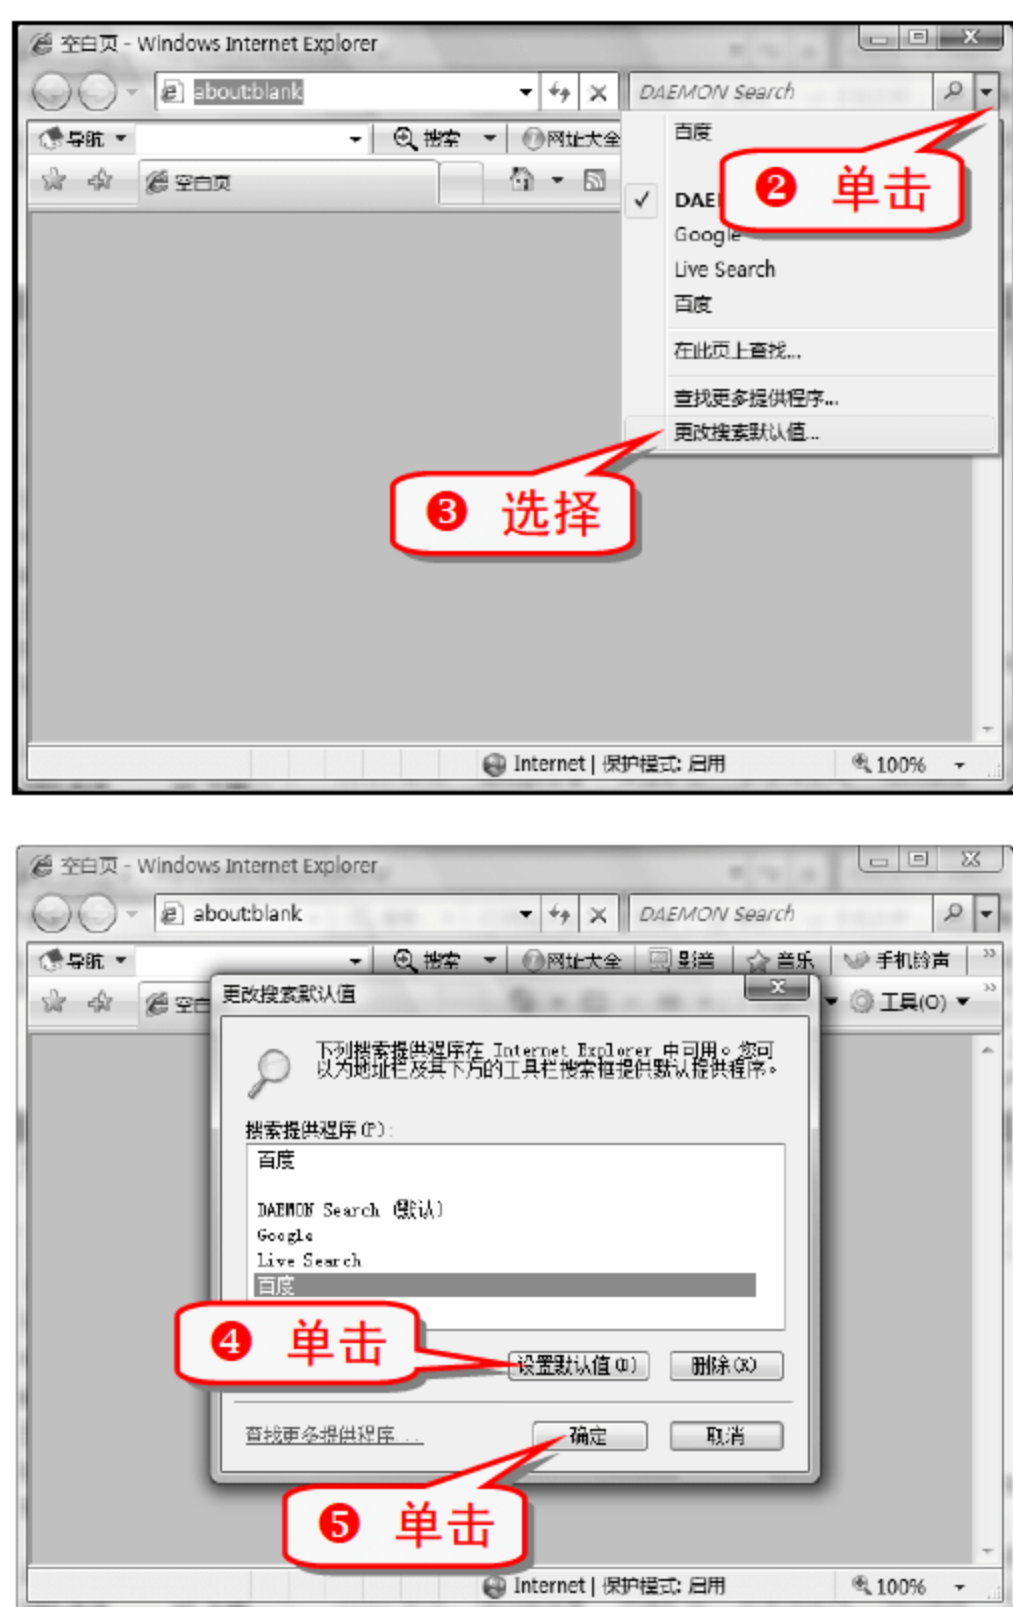 空白页 - Windows Internet Explorer
about:blank
DAEMON Search
导航
搜索
网址大全
百度
❷ 单击
空白页
DAE
Google
Live Search
百度
在此页上查找...
查找更多提供程序...
更改搜索默认值...
❸ 选择
Internet | 保护模式: 启用
100%
空白页 - Windows Internet Explorer
about:blank
DAEMON Search
导航
搜索
网址大全
影音
音乐
手机铃声
空白
更改搜索默认值
工具(O)
下列搜索提供程序在 Internet Explorer 中可用。您可
以为地址栏及其下方的工具栏搜索框提供默认提供程序。
搜索提供程序(P):
百度
DAEMON Search (默认)
Google
Live Search
百度
❹ 单击
设置默认值(D)
删除(R)
查找更多提供程序...
确定
取消
❺ 单击
Internet | 保护模式: 启用
100%